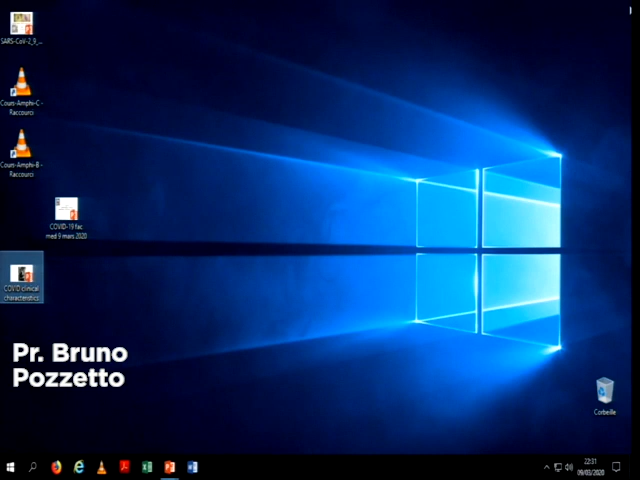 SARS-CoV-2_9_...
Cours-Amphi-C -
Raccourci
Cours-Amphi-B -
Raccourci
COVID-19 fac
med 9 mars 2020
COVID clinical
characteristics
Pr. Bruno
Pozzetto
Corbeille
22:31
09/03/2020